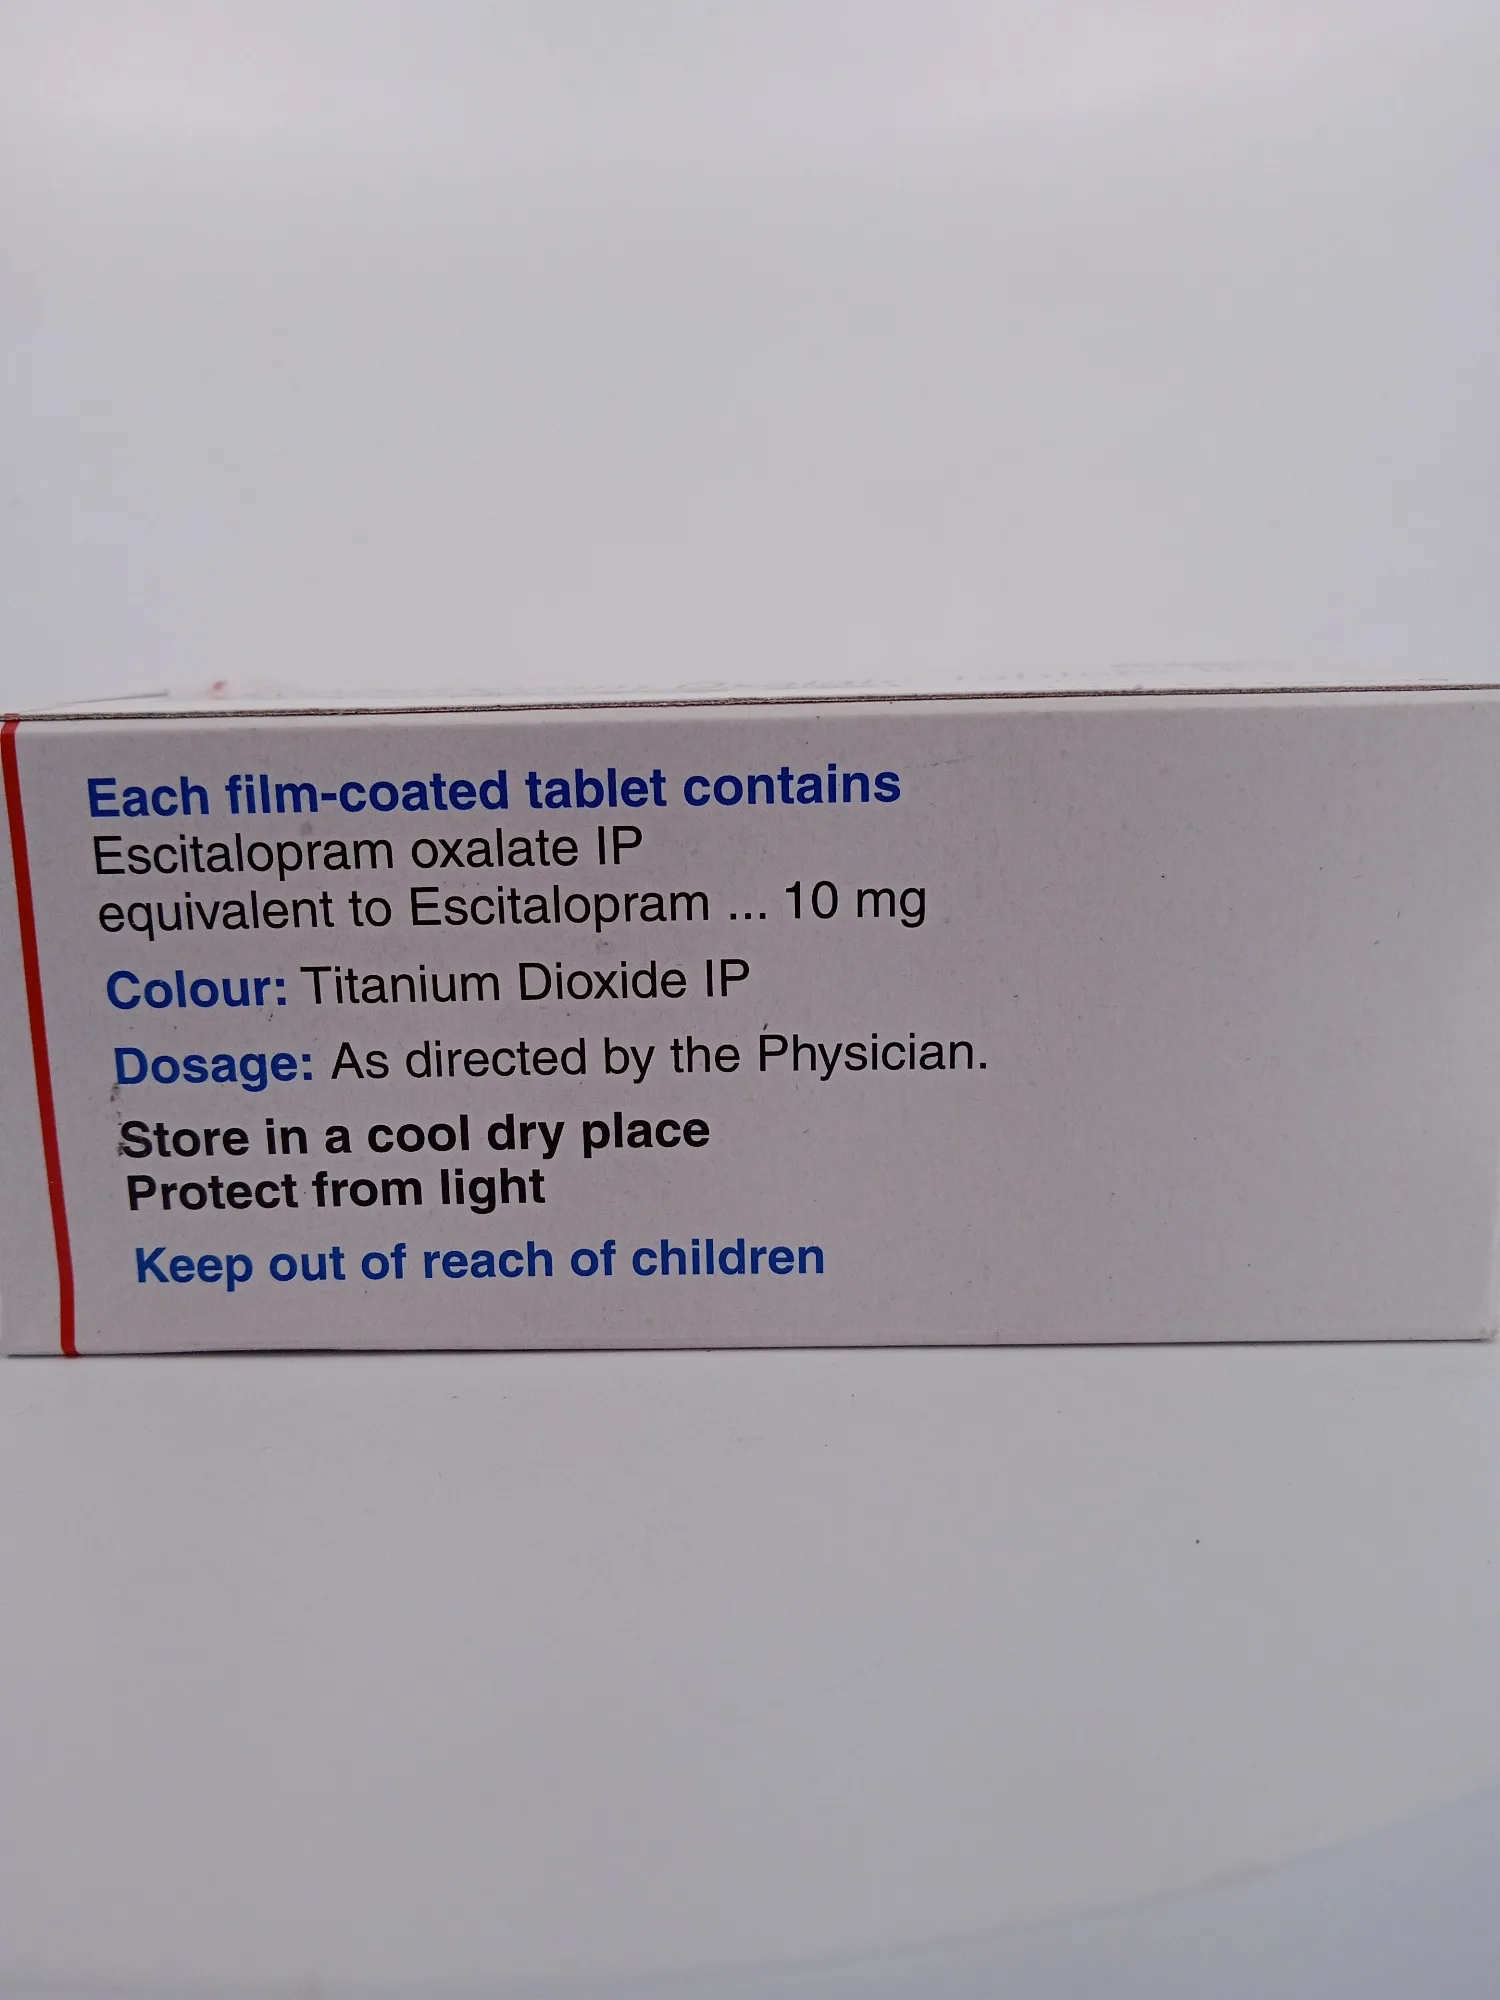 Each film-coated tablet contains
Escitalopram oxalate IP
equivalent to Escitalopram ... 10 mg
Colour: Titanium Dioxide IP
Dosage: As directed by the Physician.
Store in a cool dry place
Protect from light
Keep out of reach of children